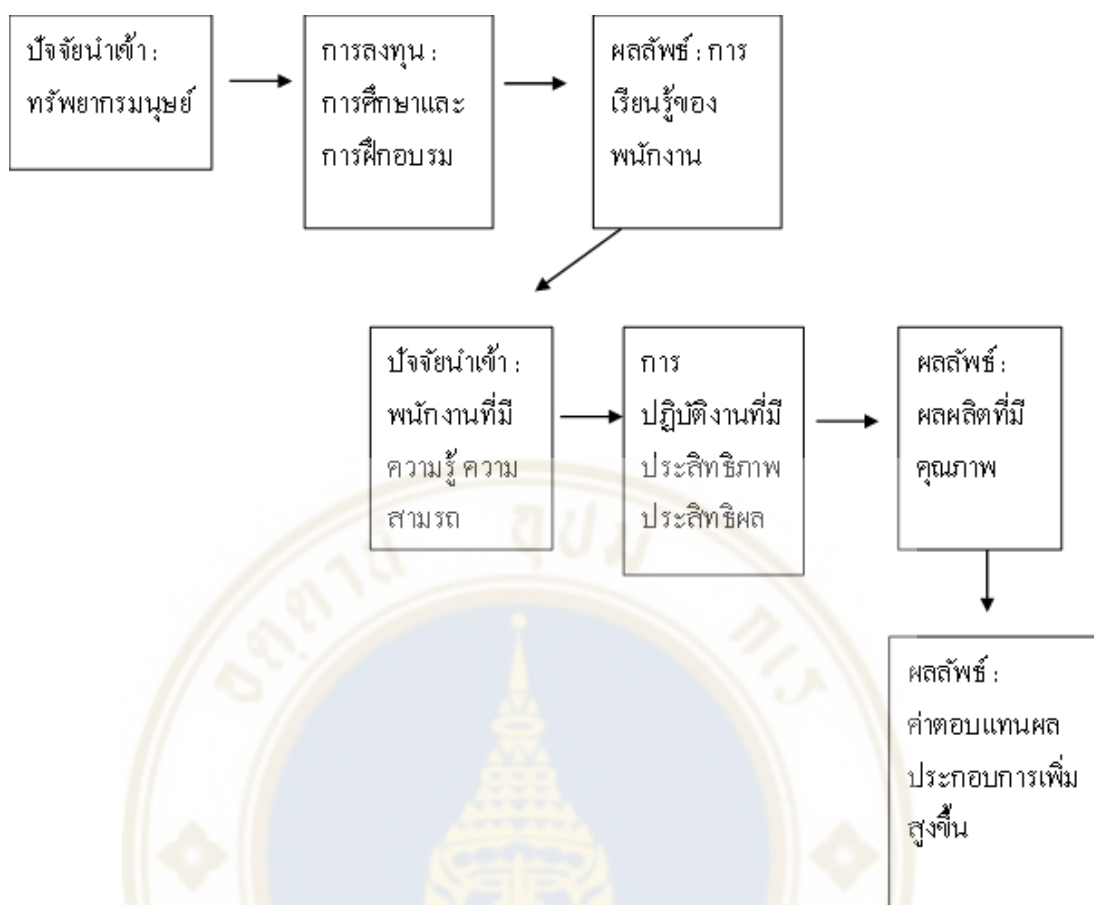 ปัจจัยนำเข้า :
ทรัพยากรมนุษย์
การลงทุน :
การศึกษาและ
การฝึกอบรม
ผลลัพธ์ : การ
เรียนรู้ของ
พนักงาน
ปัจจัยนำเข้า :
พนักงานที่มี
ความรู้ ความ
สามรถ
การ
ปฏิบัติงานที่มี
ประสิทธิภาพ
ประสิทธิผล
ผลลัพธ์ :
ผลผลิตที่มี
คุณภาพ
ผลลัพธ์ :
ค่าตอบแทนผล
ประกอบการเพิ่ม
สูงขึ้น